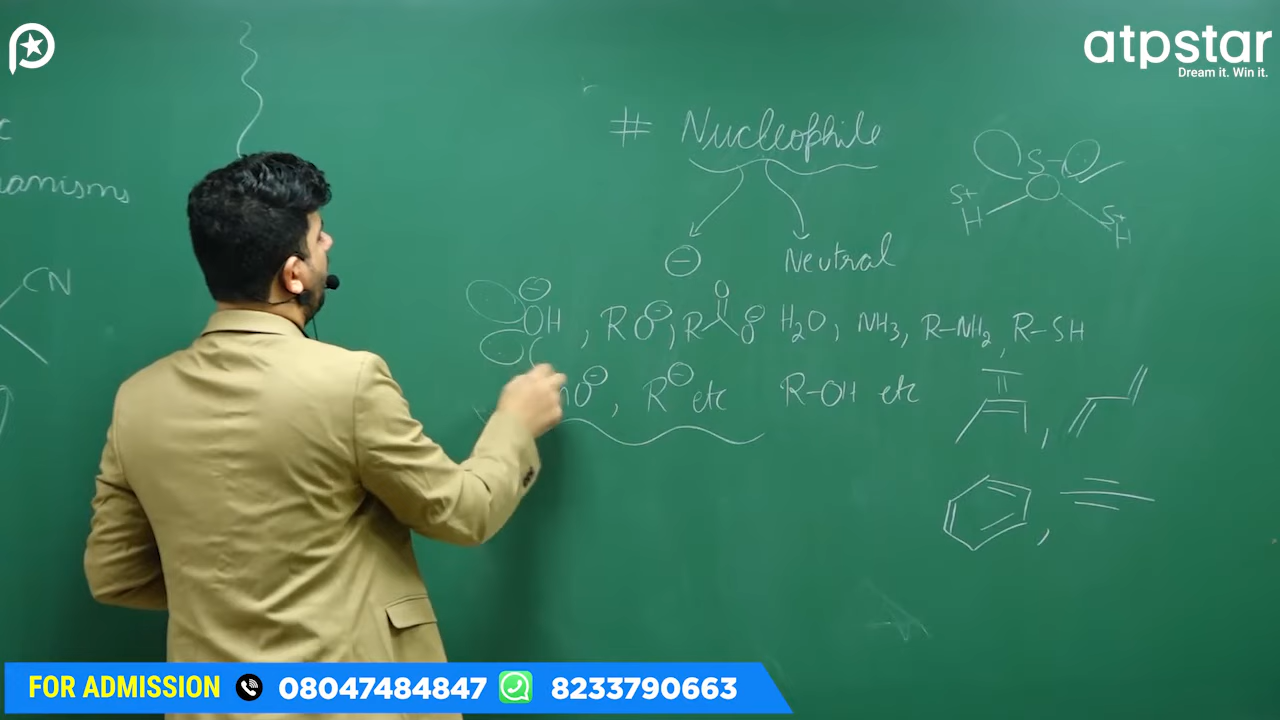 atpstar
Dream it. Win it.
# Nucleophile
anisms
CN
S-
S+
H
S+
H
⊖
Neutral
⊖
OH , RO⊖, R O O⊖
H2O, NH3, R-NH2, R-SH
O⊖, R⊖ etc
R-OH etc
,
,
FOR ADMISSION 08047484847 8233790663